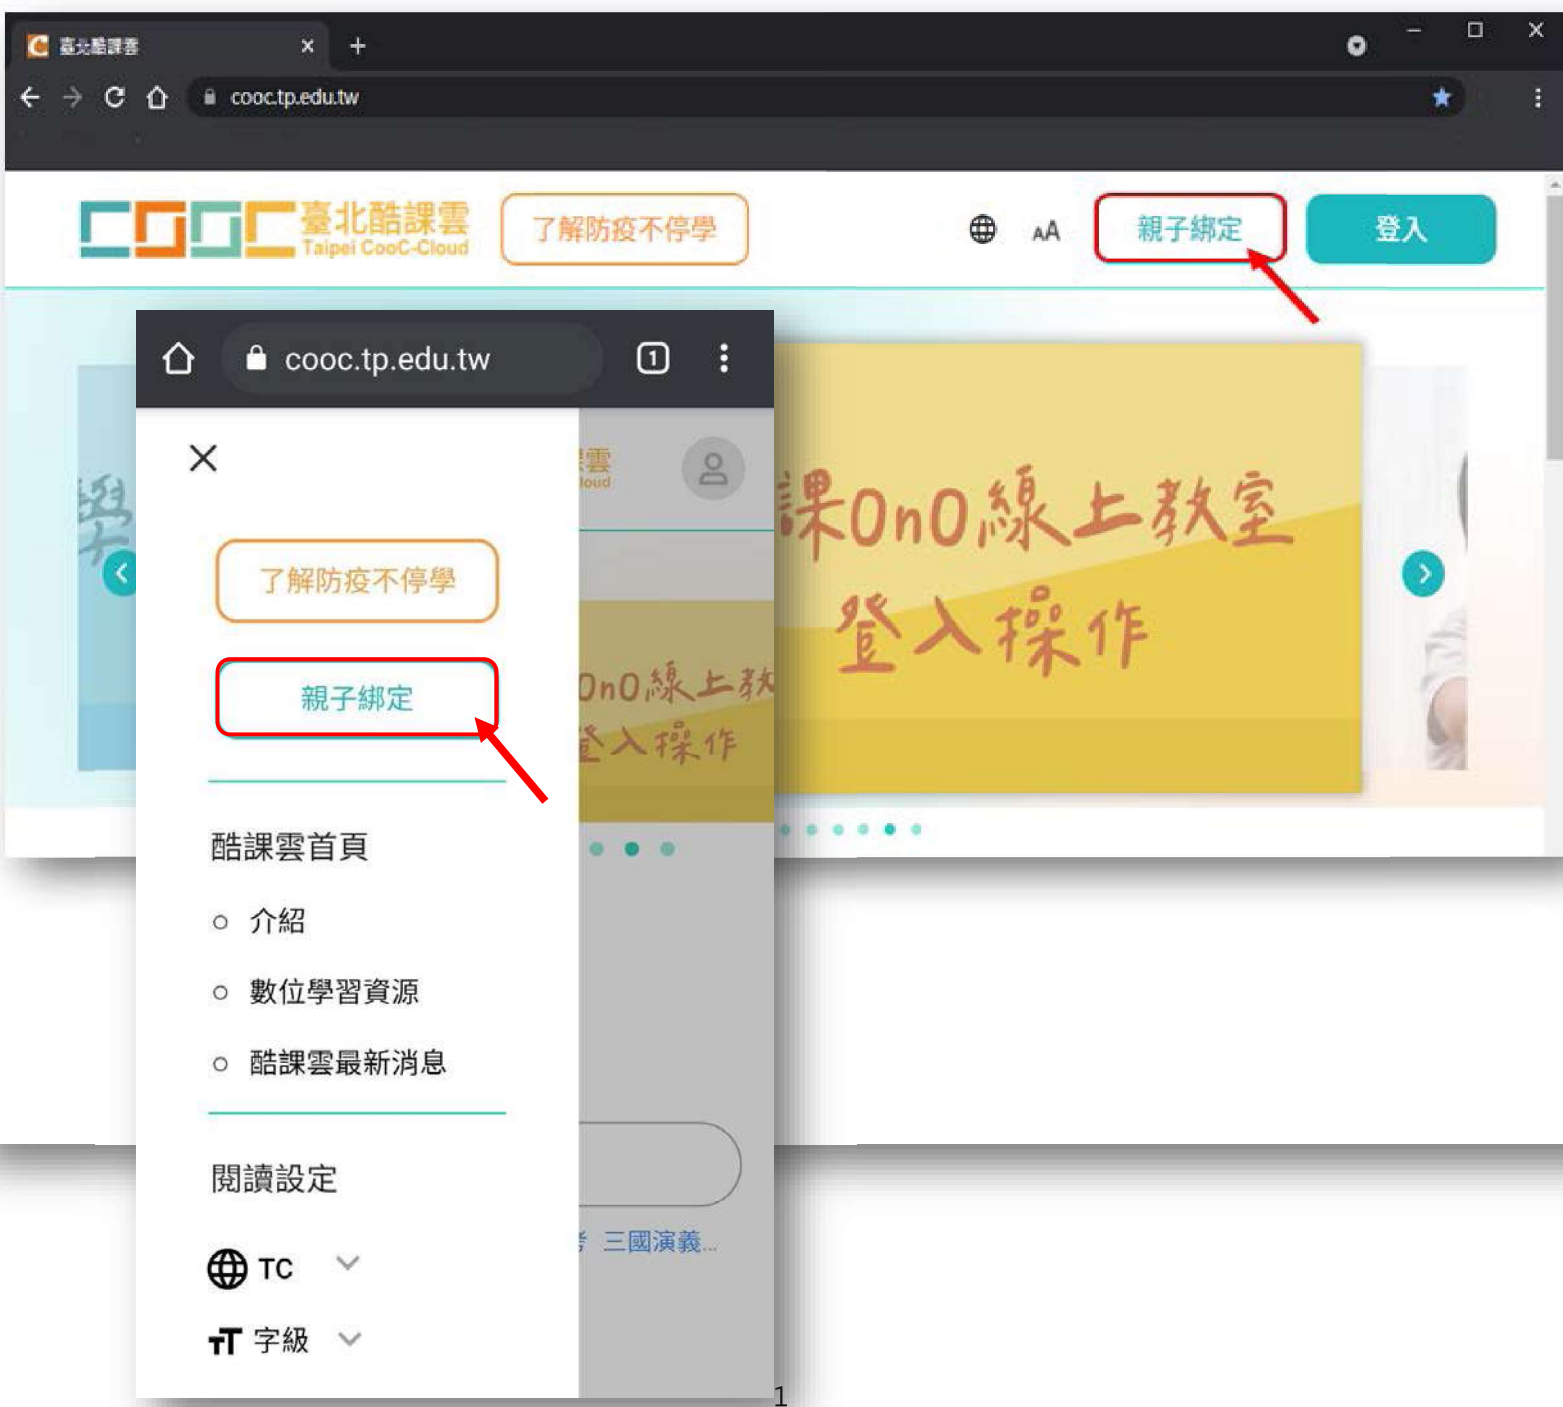 臺北酷課雲
cooc.tp.edu.tw
COOC 臺北酷課雲
Taipei CooC-Cloud
了解防疫不停學
AA
親子綁定
登入
學
課OnO線上教室
登入操作
cooc.tp.edu.tw
1
雲
loud
了解防疫不停學
親子綁定
OnO線上教
登入操作
酷課雲首頁
介紹
數位學習資源
酷課雲最新消息
閱讀設定
三國演義...
TC
字級
1